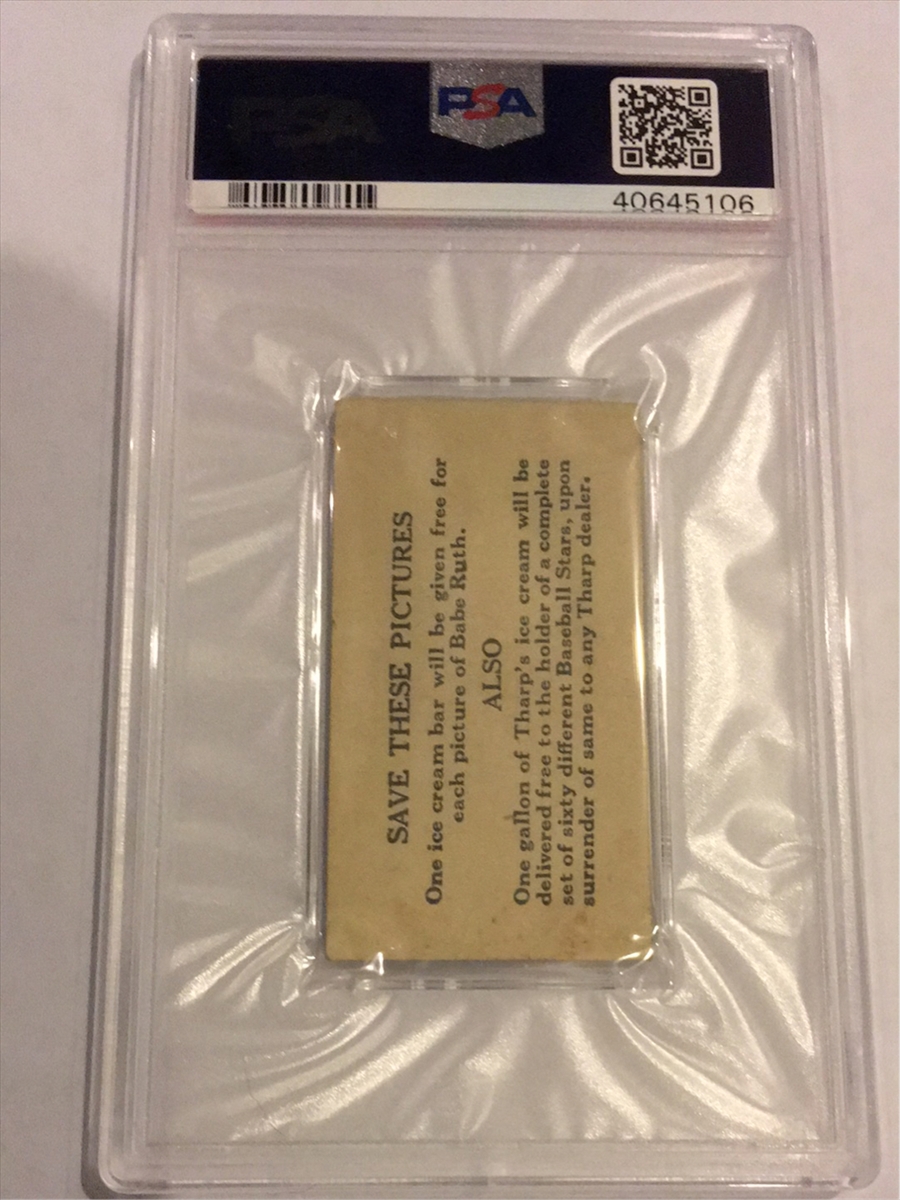 PSA
40645106
SAVE THESE PICTURES
One ice cream bar will be given free for
each picture of Babe Ruth.
ALSO
One gallon of Tharp's ice cream will be
delivered free to the holder of a complete
set of sixty different Baseball Stars, upon
surrender of same to any Tharp dealer.